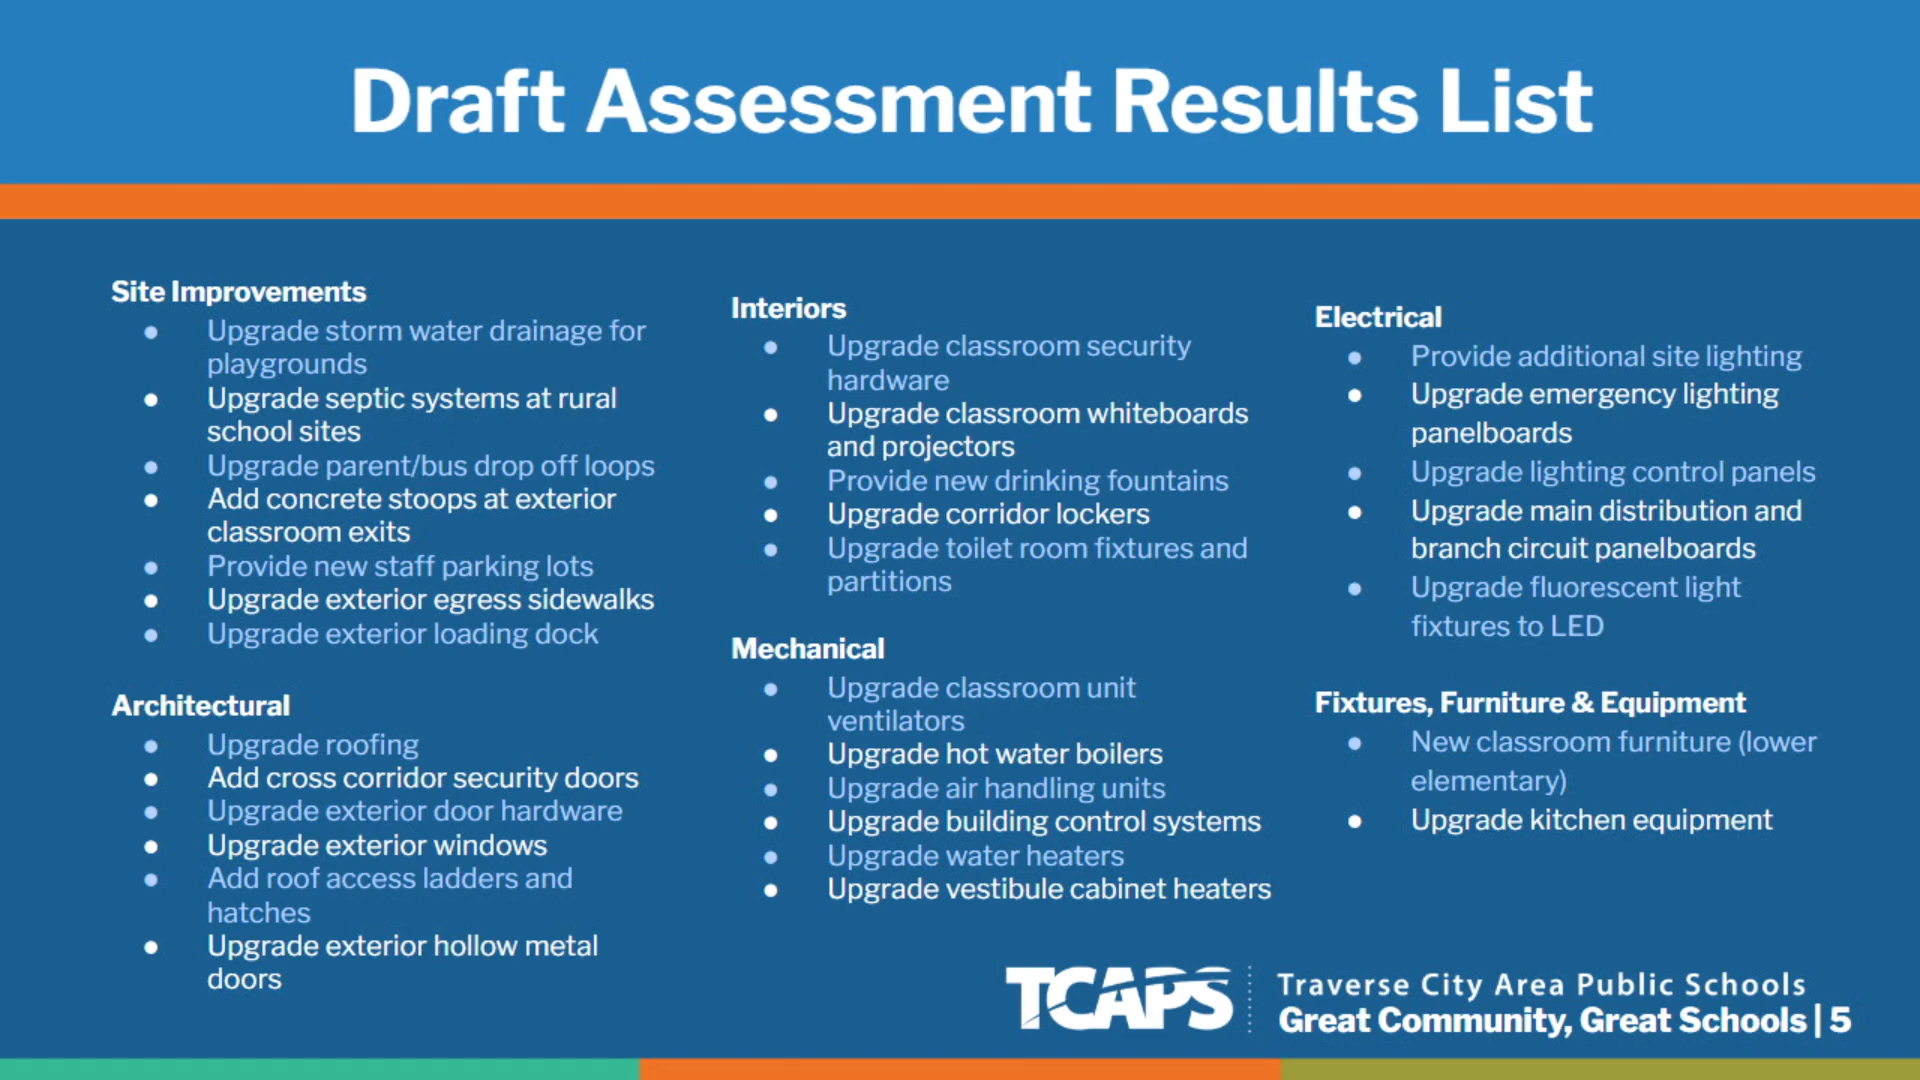 Draft Assessment Results List
Site Improvements
● Upgrade storm water drainage for
playgrounds
● Upgrade septic systems at rural
school sites
● Upgrade parent/bus drop off loops
● Add concrete stoops at exterior
classroom exits
● Provide new staff parking lots
● Upgrade exterior egress sidewalks
● Upgrade exterior loading dock
Architectural
● Upgrade roofing
● Add cross corridor security doors
● Upgrade exterior door hardware
● Upgrade exterior windows
● Add roof access ladders and
hatches
● Upgrade exterior hollow metal
doors
Interiors
● Upgrade classroom security
hardware
● Upgrade classroom whiteboards
and projectors
● Provide new drinking fountains
● Upgrade corridor lockers
● Upgrade toilet room fixtures and
partitions
Mechanical
● Upgrade classroom unit
ventilators
● Upgrade hot water boilers
● Upgrade air handling units
● Upgrade building control systems
● Upgrade water heaters
● Upgrade vestibule cabinet heaters
Electrical
● Provide additional site lighting
● Upgrade emergency lighting
panelboards
● Upgrade lighting control panels
● Upgrade main distribution and
branch circuit panelboards
● Upgrade fluorescent light
fixtures to LED
Fixtures, Furniture & Equipment
● New classroom furniture (lower
elementary)
● Upgrade kitchen equipment
TCAPS
Traverse City Area Public Schools
Great Community, Great Schools | 5